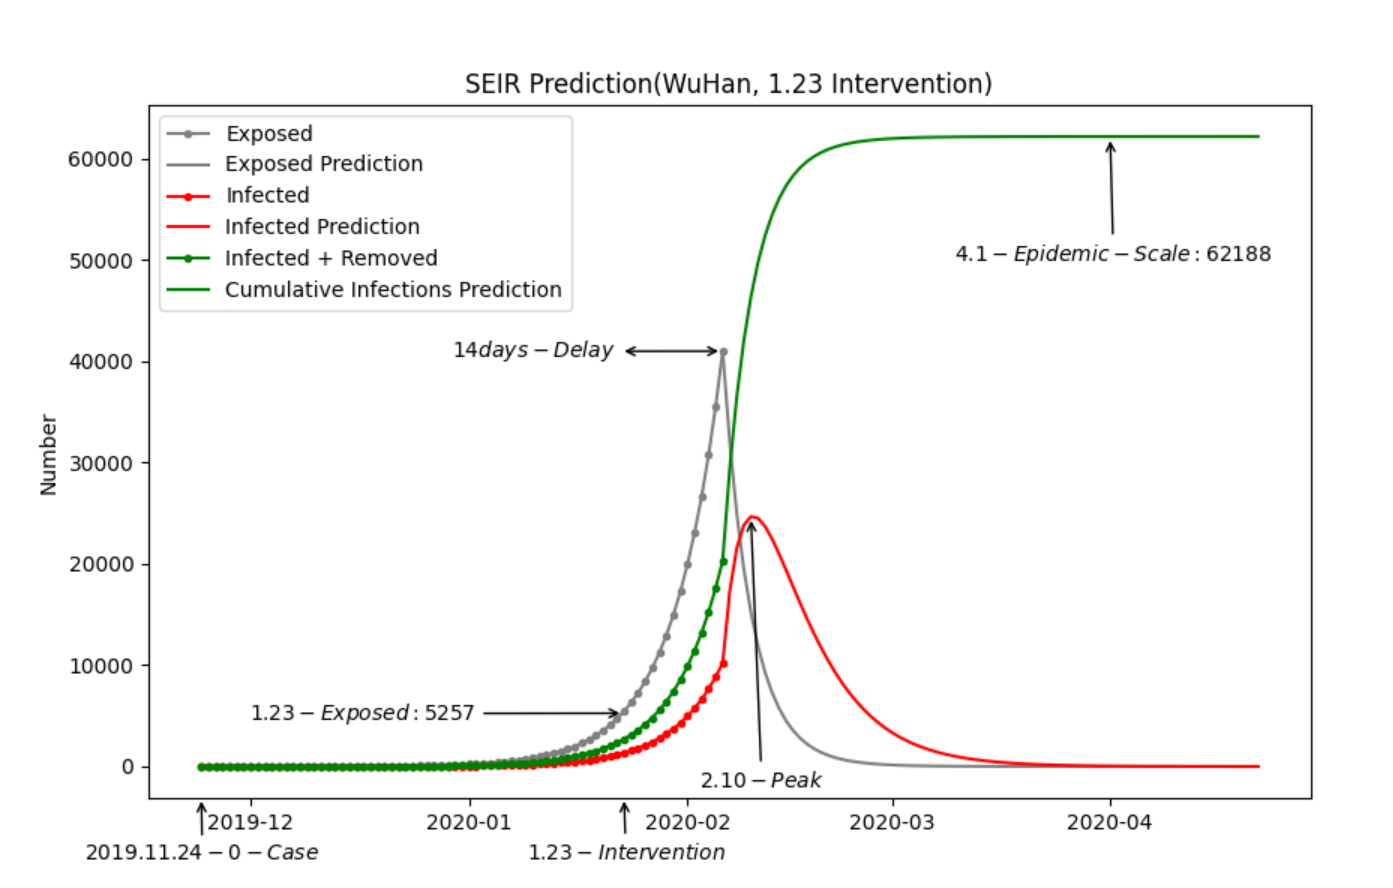 SEIR Prediction(WuHan, 1.23 Intervention)
Exposed
Exposed Prediction
Infected
Infected Prediction
Infected + Removed
Cumulative Infections Prediction
60000
50000
40000
30000
20000
10000
0
Number
4.1 − Epidemic − Scale: 62188
14days − Delay
1.23 − Exposed: 5257
2.10 − Peak
2019-12
2020-01
2020-02
2020-03
2020-04
2019.11.24 − 0 − Case
1.23 − Intervention